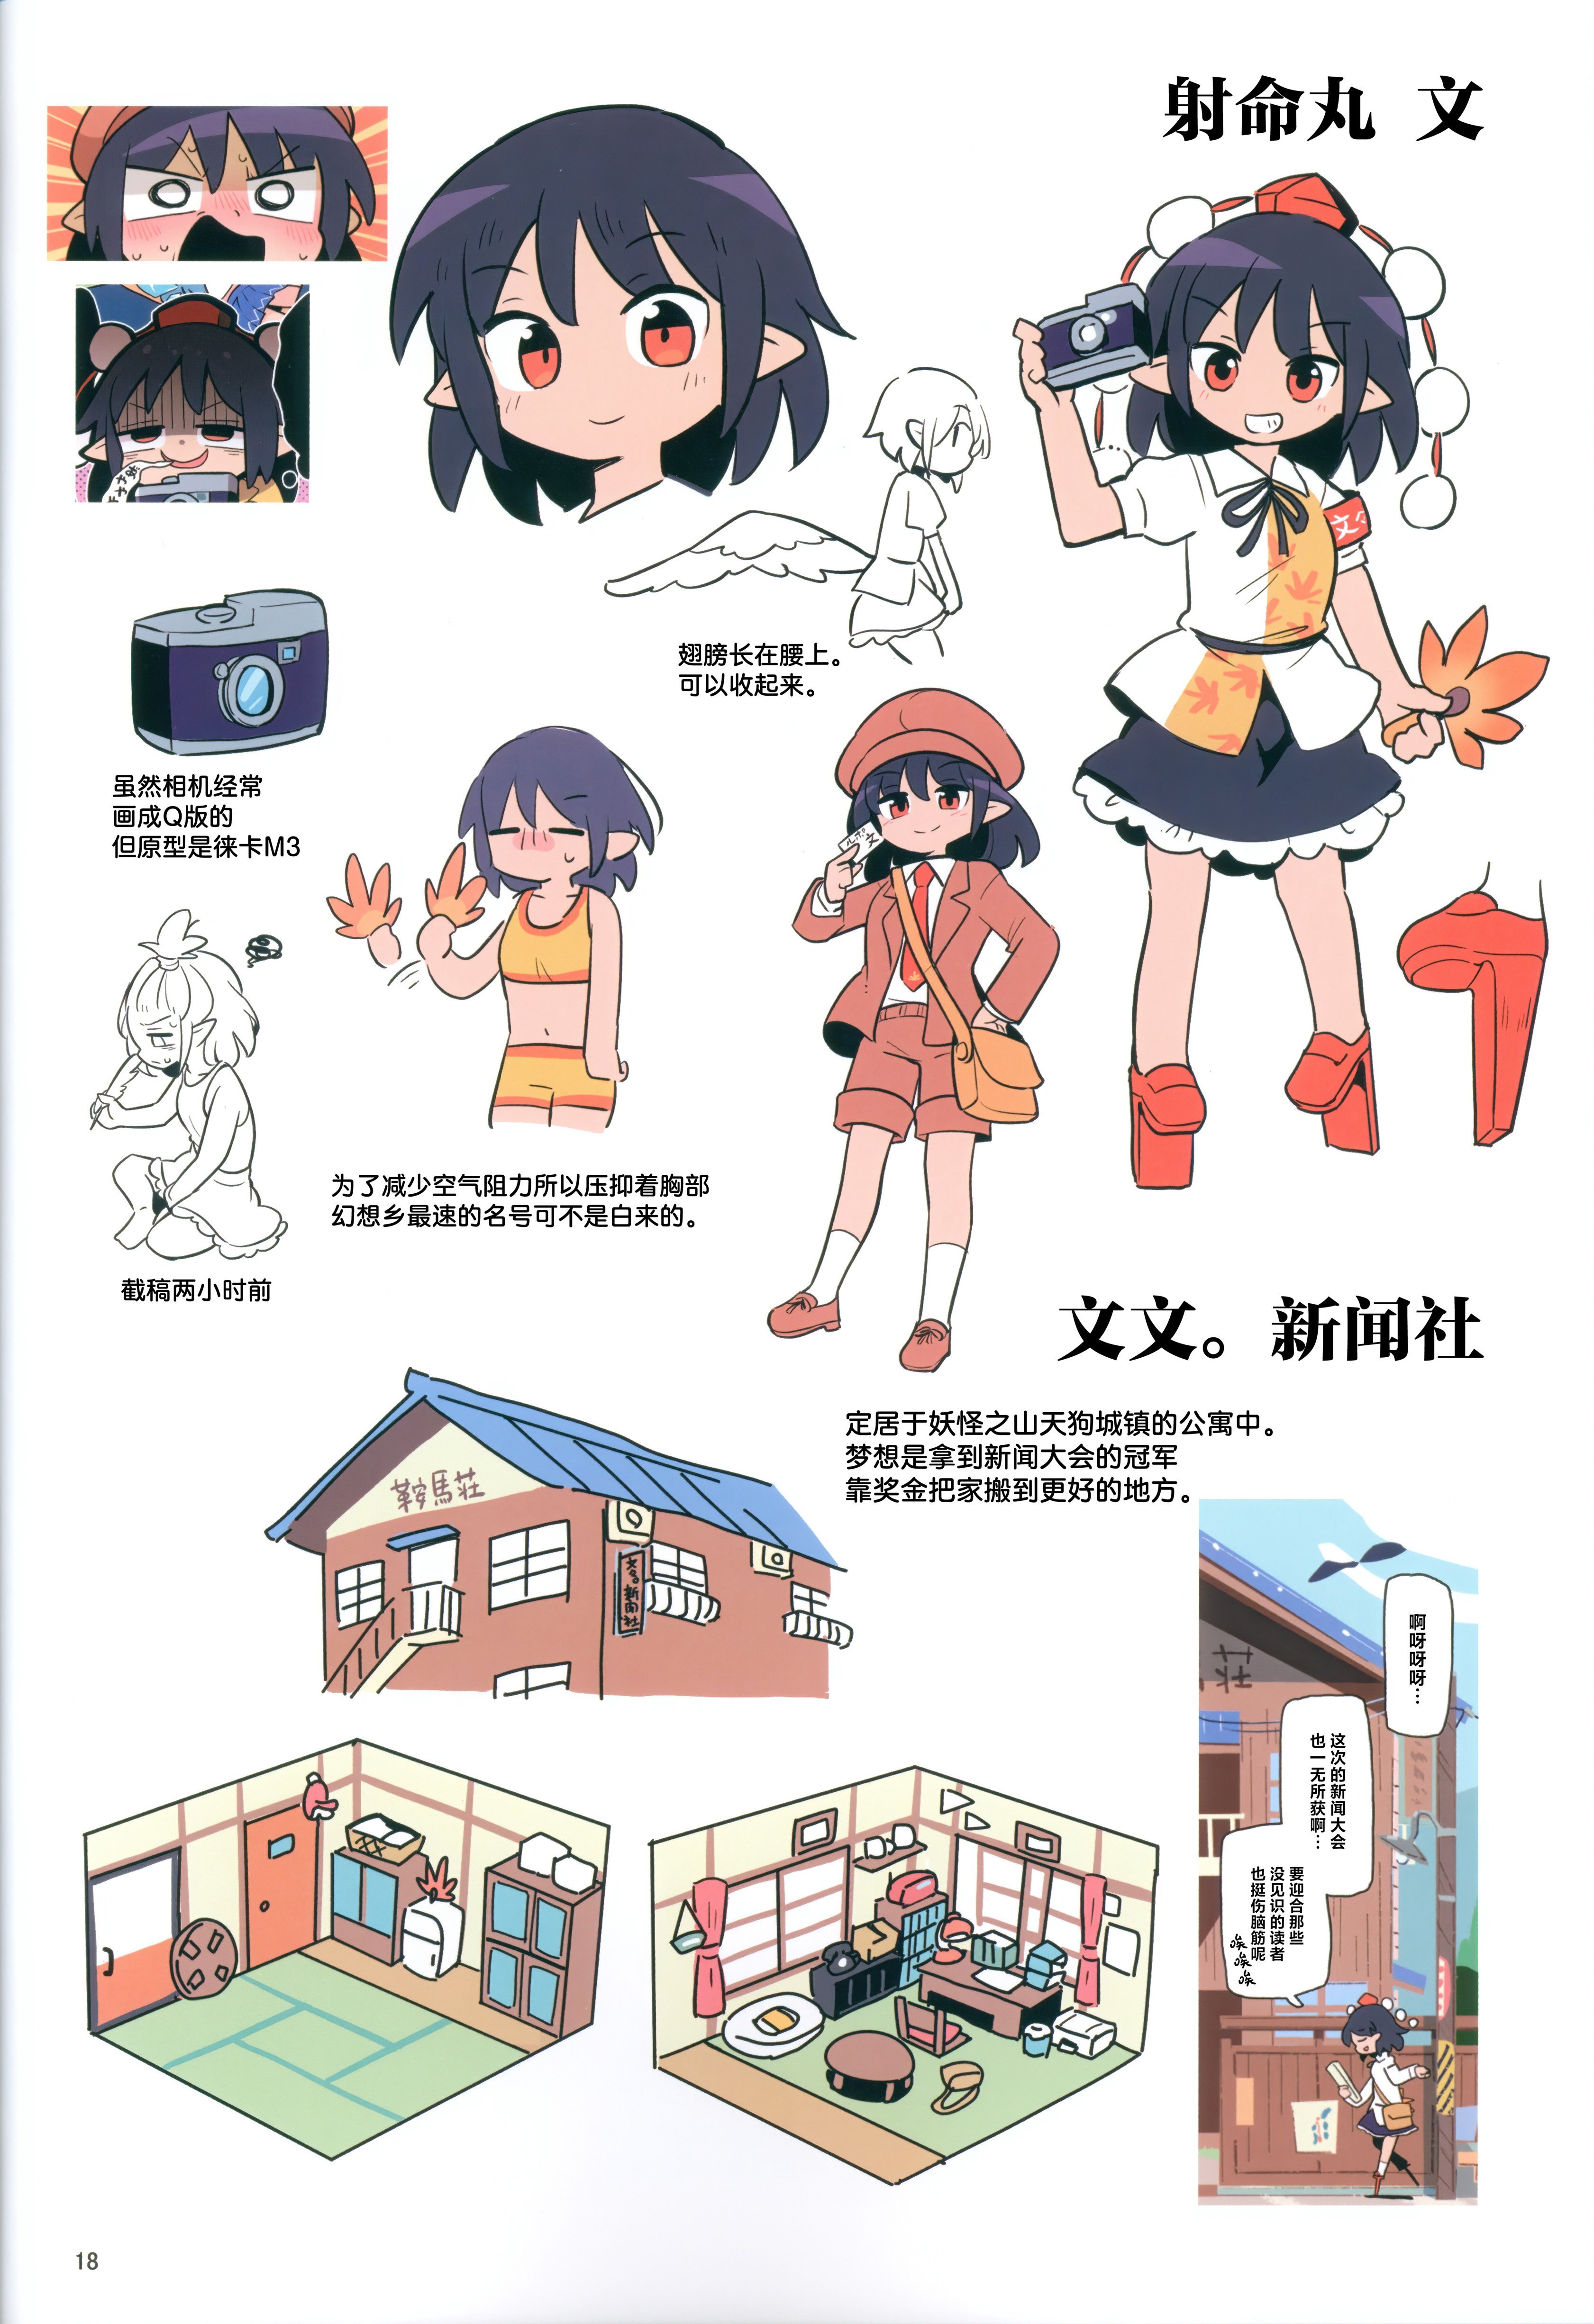 射命丸 文
文
翅膀长在腰上。
可以收起来。
虽然相机经常
画成Q版的
但原型是徕卡M3
ルポ
文
为了减少空气阻力所以压抑着胸部
幻想乡最速的名号可不是白来的。
截稿两小时前
文文。新闻社
定居于妖怪之山天狗城镇的公寓中。
梦想是拿到新闻大会的冠军
靠奖金把家搬到更好的地方。
鞍馬荘
文々。新聞社
荘
啊呀呀呀…
这次的新闻大会
也一无所获啊…
要迎合那些
没见识的读者
也挺伤脑筋呢
唉唉唉
18